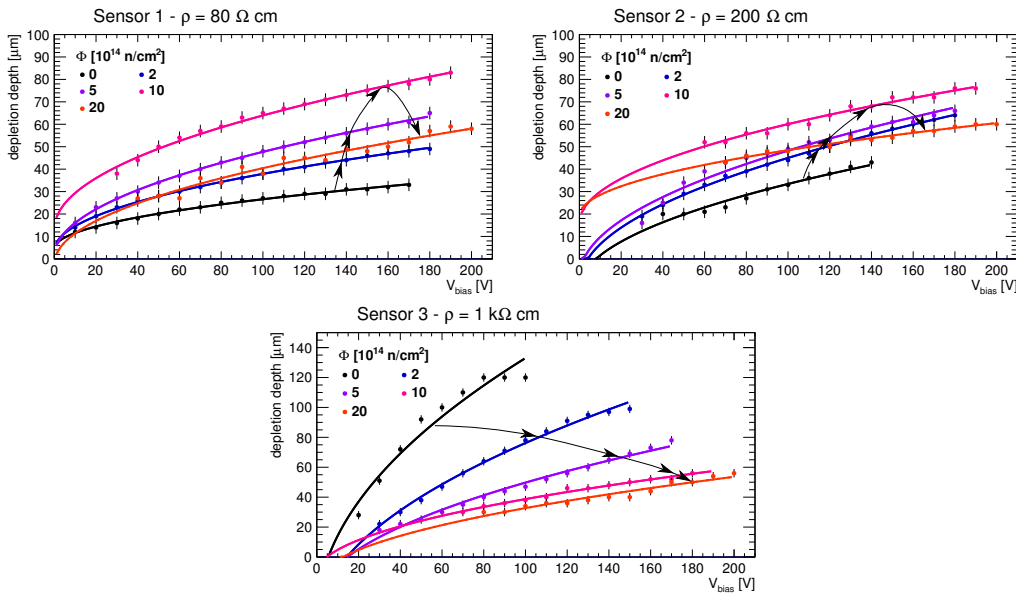 Sensor 1 - ρ = 80 Ω cm
depletion depth [μm]
100
90
80
70
60
50
40
30
20
10
0
Φ [10¹⁴ n/cm²]
0 2
5 10
20
0 20 40 60 80 100 120 140 160 180 200
V_bias [V]
Sensor 2 - ρ = 200 Ω cm
depletion depth [μm]
100
90
80
70
60
50
40
30
20
10
0
Φ [10¹⁴ n/cm²]
0 2
5 10
20
0 20 40 60 80 100 120 140 160 180 200
V_bias [V]
Sensor 3 - ρ = 1 kΩ cm
depletion depth [μm]
140
120
100
80
60
40
20
0
Φ [10¹⁴ n/cm²]
0 2
5 10
20
0 20 40 60 80 100 120 140 160 180 200
V_bias [V]